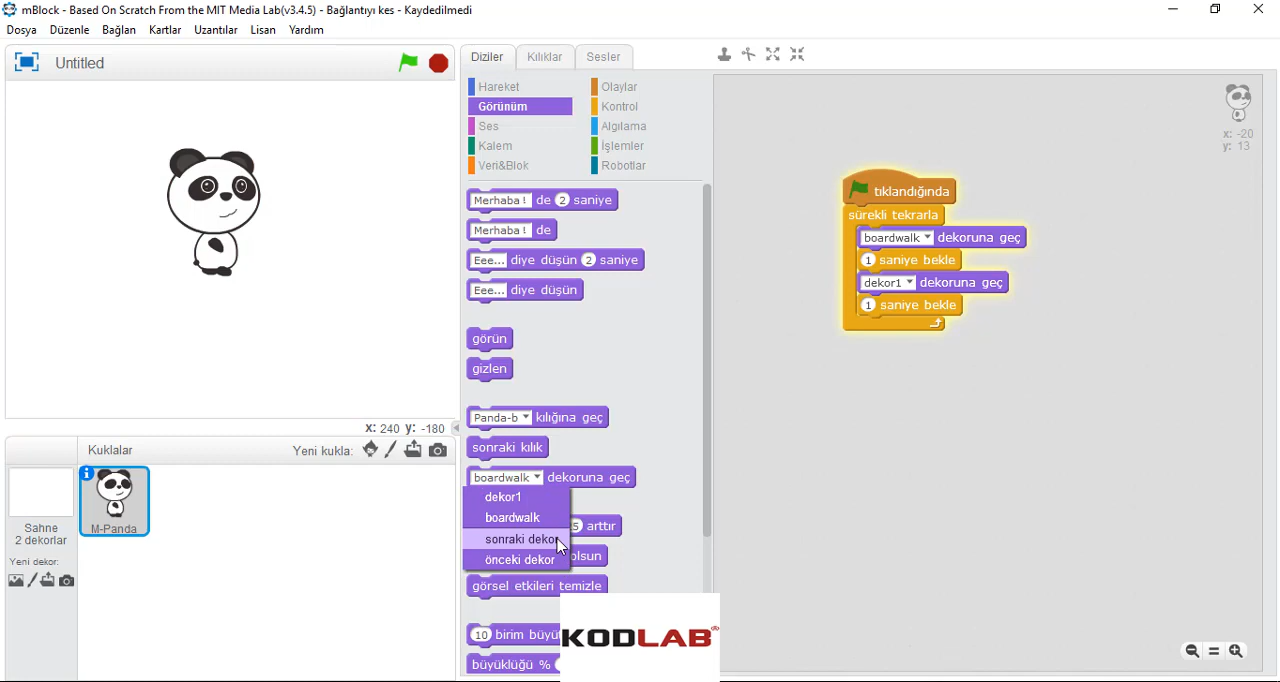 mBlock - Based On Scratch From the MIT Media Lab(v3.4.5) - Bağlantıyı kes - Kaydedilmedi
Dosya Düzenle Bağlan Kartlar Uzantılar Lisan Yardım
Untitled
Diziler Kılıklar Sesler
Hareket Olaylar
Görünüm Kontrol
Ses Algılama
Kalem İşlemler
Veri&Blok Robotlar
Merhaba! de 2 saniye
Merhaba! de
Eee... diye düşün 2 saniye
Eee... diye düşün
görün
gizlen
Panda-b kılığına geç
sonraki kılık
boardwalk dekoruna geç
dekor1
boardwalk
sonraki dekor
önceki dekor
arttır
görsel etkileri temizle
10 birim
büyüklüğü %
x: -20
y: 13
tıklandığında
sürekli tekrarla
boardwalk dekoruna geç
1 saniye bekle
dekor1 dekoruna geç
1 saniye bekle
x: 240 y: -180
Kuklalar Yeni kukla:
M-Panda
Sahne
2 dekorlar
Yeni dekor:
KODLAB